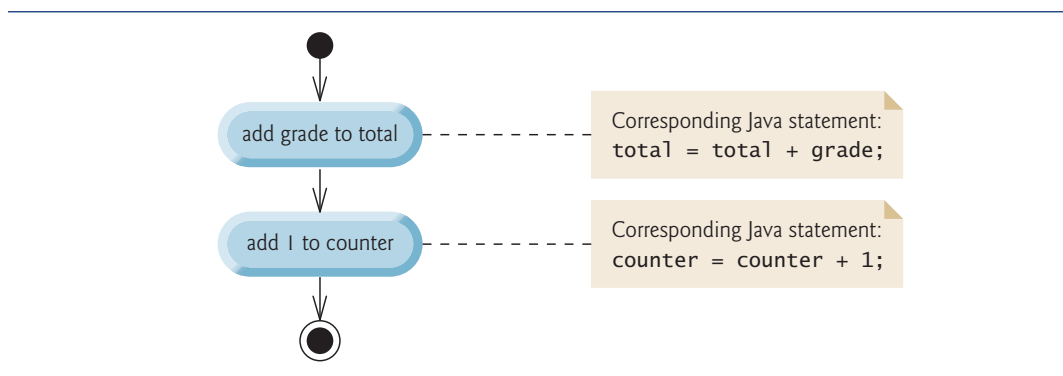 add grade to total
Corresponding Java statement:
total = total + grade;
add 1 to counter
Corresponding Java statement:
counter = counter + 1;